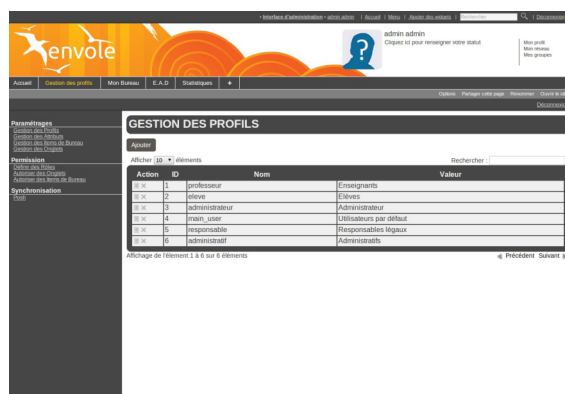 • Interface d'administration - admin admin | Accueil | Menu | Ajouter des widgets | Rechercher | Déconnexion
envole
admin admin
Cliquez ici pour renseigner votre statut
Mon profil
Mon réseau
Mes groupes
Accueil Gestion des profils Mon Bureau E.A.D Statistiques +
Options Partager cette page Renommer Ouvrir le
Déconnexion
Paramétrages
Gestion des Profils
Gestion des Attributs
Gestion des Items de Bureau
Gestion des Onglets
Permission
Définir des Rôles
Autoriser des Onglets
Autoriser des Items de Bureau
Synchronisation
Posh
GESTION DES PROFILS
Ajouter
Afficher 10 éléments Rechercher :
Action ID Nom Valeur
1 professeur Enseignants
2 eleve Elèves
3 administrateur Administrateur
4 main_user Utilisateurs par défaut
5 responsable Responsables légaux
6 administratif Administratifs
Affichage de l'élement 1 à 6 sur 6 éléments Précédent Suivant